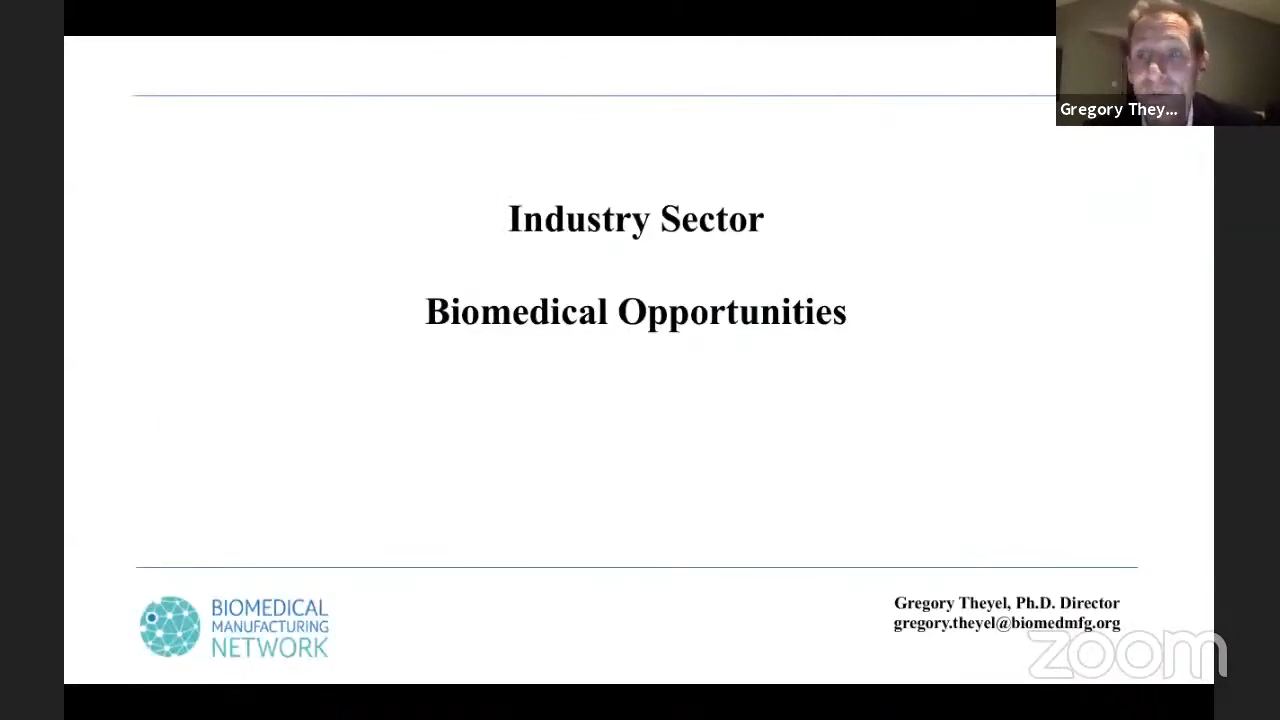 Gregory They...
Industry Sector
Biomedical Opportunities
BIOMEDICAL
MANUFACTURING
NETWORK
Gregory Theyel, Ph.D. Director
gregory.theyel@biomedmfg.org
zoom